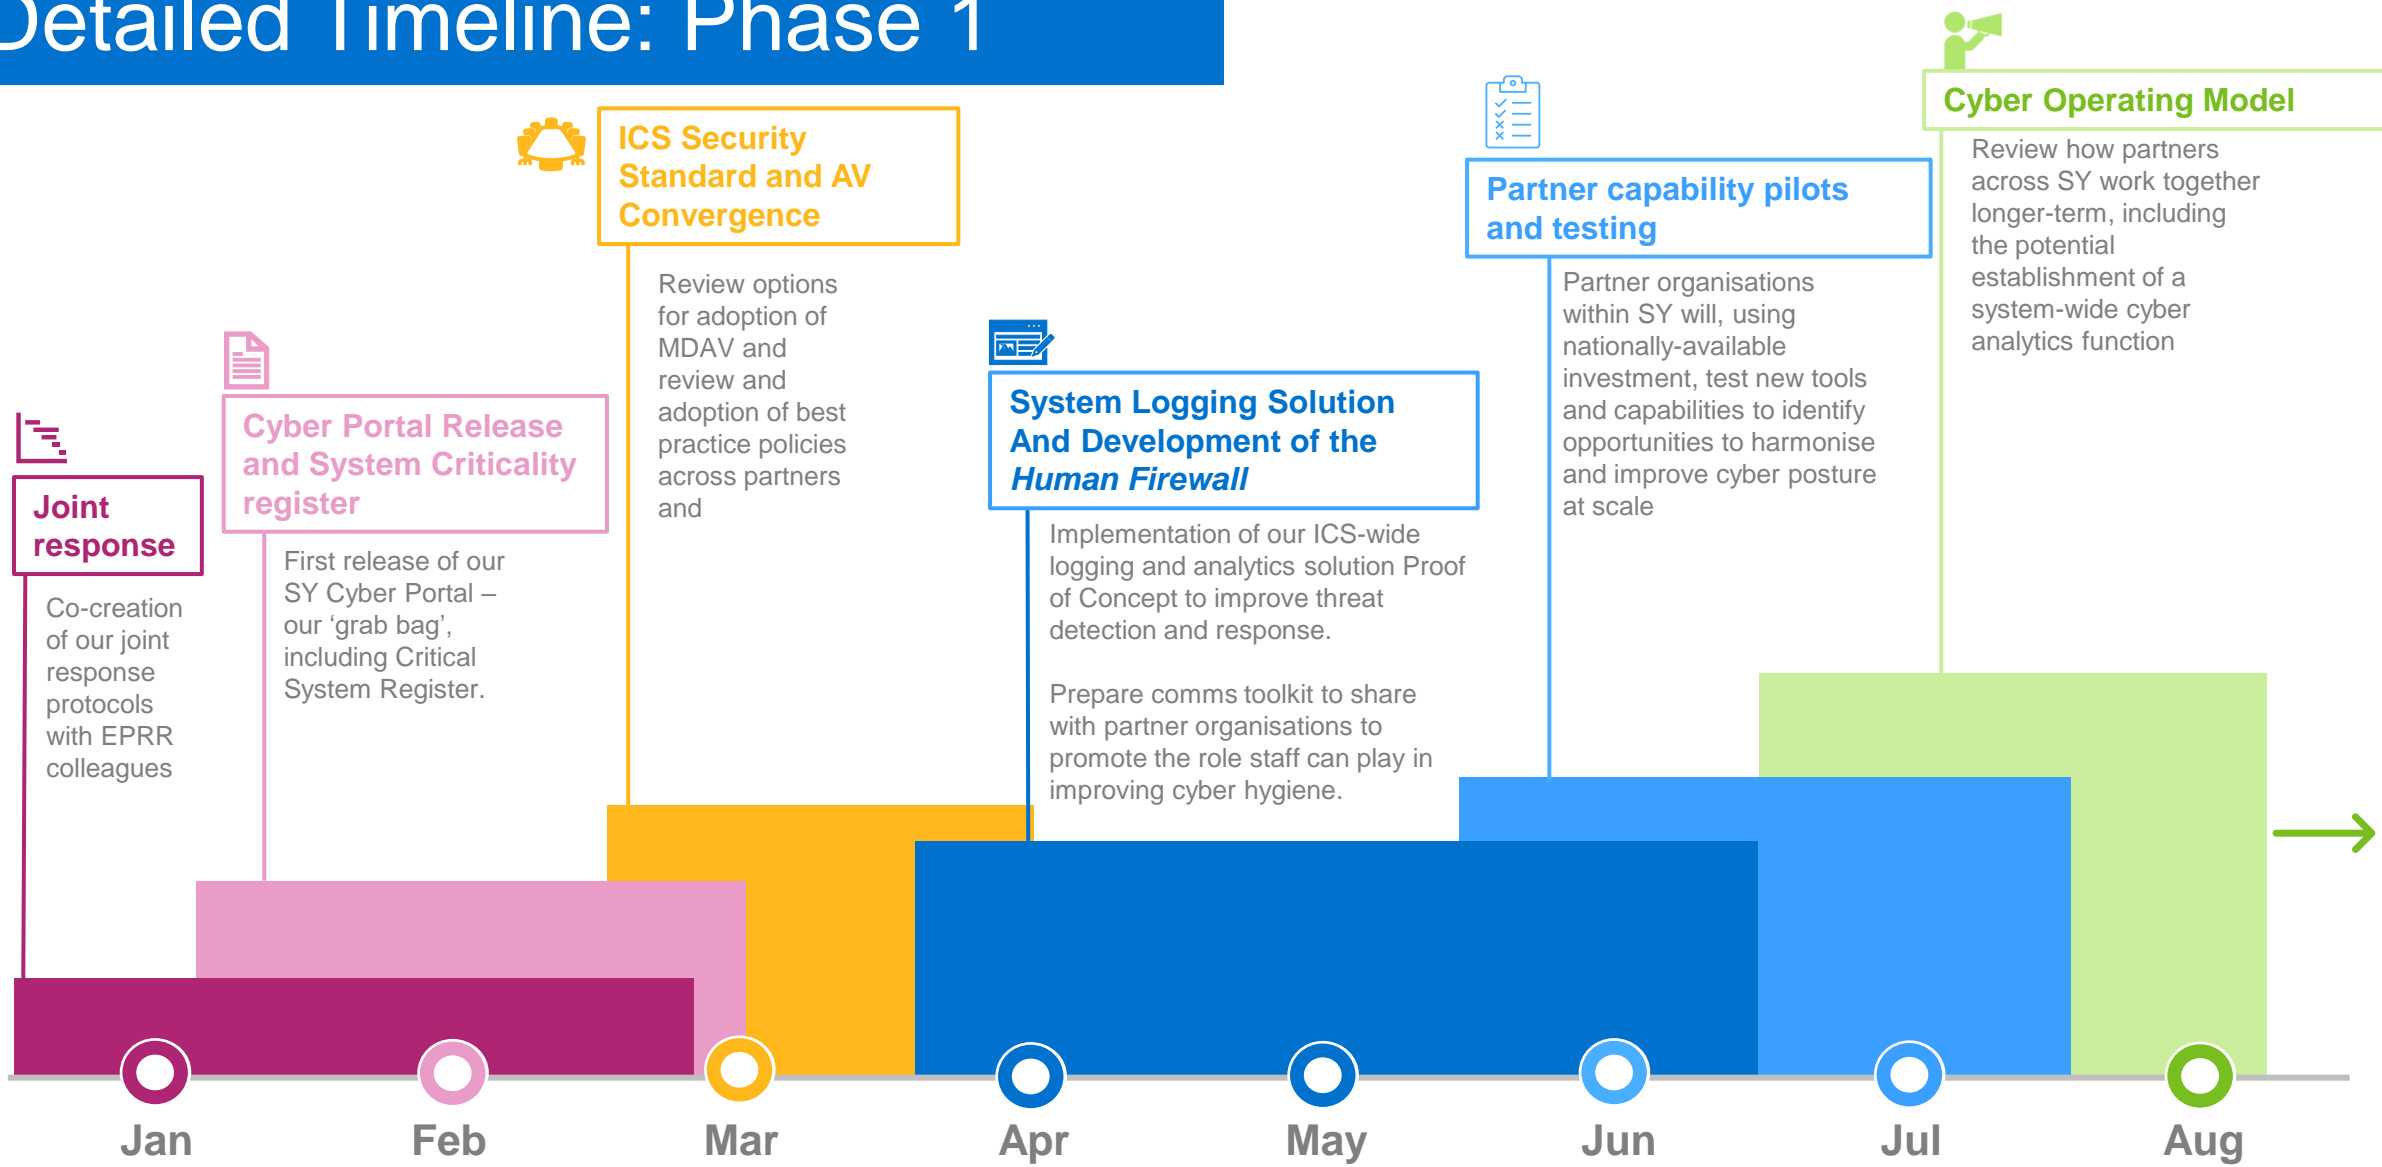 Detailed Timeline: Phase 1
Joint
response
Co-creation
of our joint
response
protocols
with EPRR
colleagues
Cyber Portal Release
and System Criticality
register
First release of our
SY Cyber Portal –
our ‘grab bag’,
including Critical
System Register.
ICS Security
Standard and AV
Convergence
Review options
for adoption of
MDAV and
review and
adoption of best
practice policies
across partners
and
System Logging Solution
And Development of the
Human Firewall
Implementation of our ICS-wide
logging and analytics solution Proof
of Concept to improve threat
detection and response.
Prepare comms toolkit to share
with partner organisations to
promote the role staff can play in
improving cyber hygiene.
Partner capability pilots
and testing
Partner organisations
within SY will, using
nationally-available
investment, test new tools
and capabilities to identify
opportunities to harmonise
and improve cyber posture
at scale
Cyber Operating Model
Review how partners
across SY work together
longer-term, including
the potential
establishment of a
system-wide cyber
analytics function
Jan
Feb
Mar
Apr
May
Jun
Jul
Aug